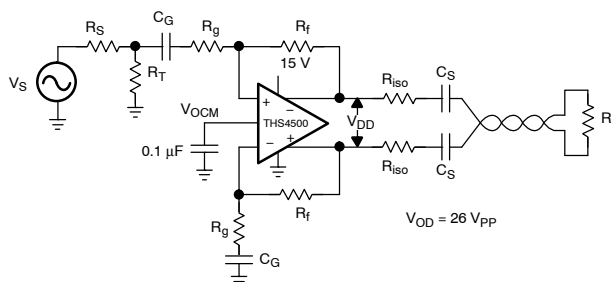 C_G
R_S
R_g
R_f
15 V
V_S
R_T
R_iso
C_S
V_OCM
+
−
THS4500
V_DD
R
0.1 μF
−
+
R_iso
C_S
R_f
R_g
V_OD = 26 V_PP
C_G